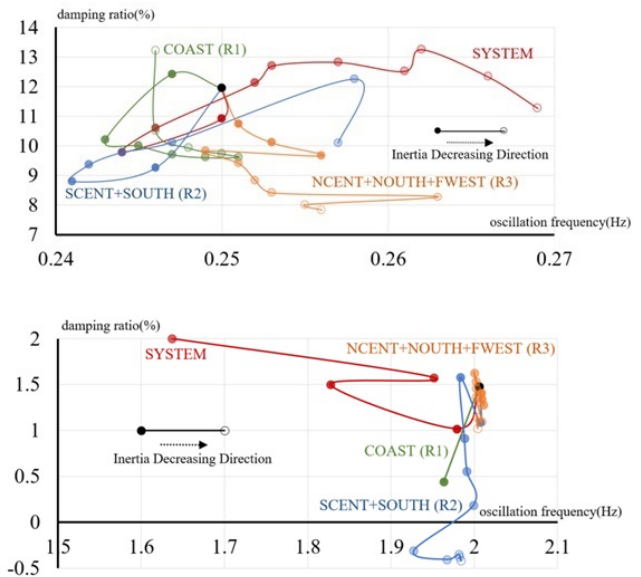 damping ratio(%)
14
COAST (R1)
SYSTEM
13
12
11
10
Inertia Decreasing Direction
9
SCENT+SOUTH (R2)
NCENT+NOUTH+FWEST (R3)
8
oscillation frequency(Hz)
7
0.24
0.25
0.26
0.27
damping ratio(%)
2
SYSTEM
NCENT+NOUTH+FWEST (R3)
1.5
1
COAST (R1)
Inertia Decreasing Direction
0.5
SCENT+SOUTH (R2)
oscillation frequency(Hz)
0
1.5
1.6
1.7
1.8
1.9
2
2.1
-0.5